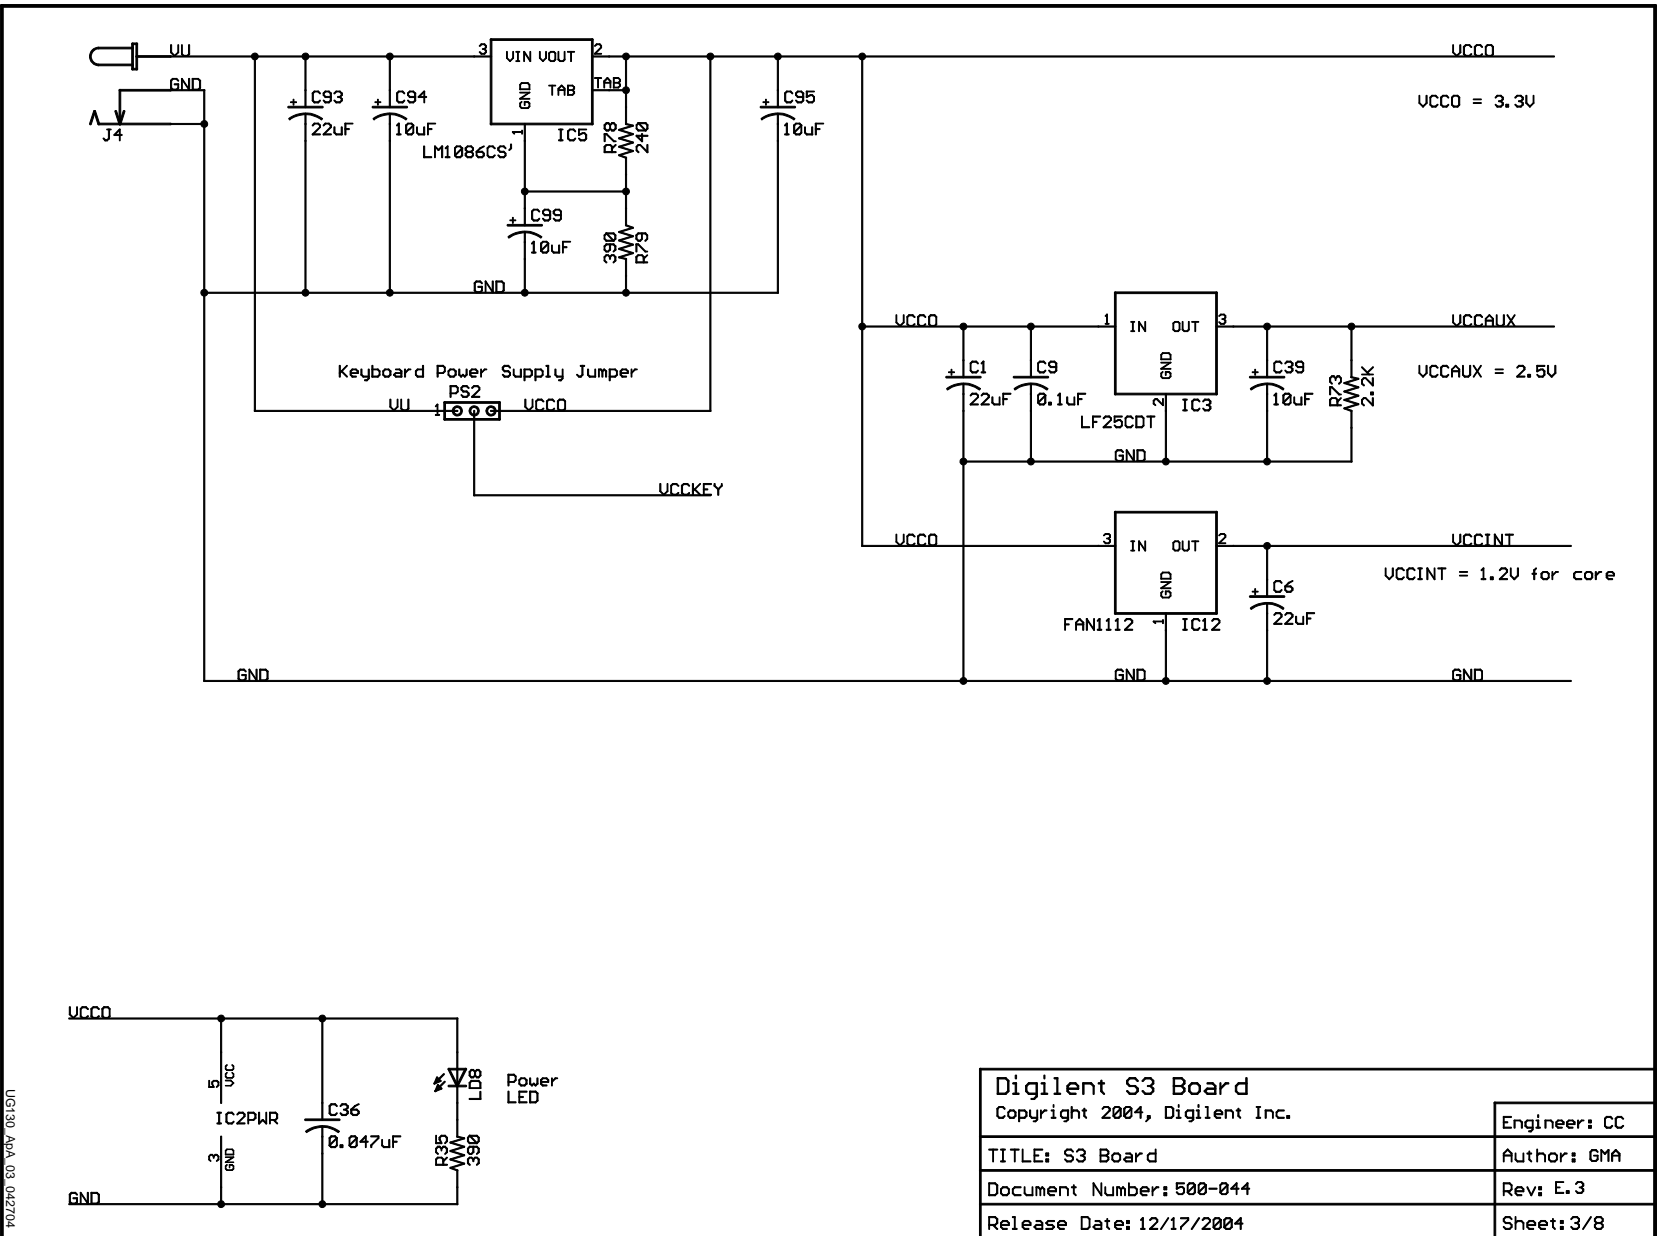 VU
GND
J4
C93
22uF
C94
10uF
3
VIN VOUT
2
GND
TAB
TAB
1
IC5
LM1086CS'
R78
240
C95
10uF
VCCO
VCCO = 3.3V
C99
10uF
390
R79
GND
Keyboard Power Supply Jumper
PS2
VU
1
VCCO
VCCKEY
VCCO
C1
22uF
C9
0.1uF
1
IN OUT
3
GND
2
IC3
LF25CDT
GND
C39
10uF
R73
2.2K
VCCAUX
VCCAUX = 2.5V
VCCO
3
IN OUT
2
GND
1
FAN1112
IC12
C6
22uF
VCCINT
VCCINT = 1.2V for core
GND
GND
GND
VCCO
5
VCC
IC2PWR
3
GND
C36
0.047uF
LD8
Power
LED
R35
390
GND
UG130_ApA_03_042704
Digilent S3 Board
Copyright 2004, Digilent Inc.
Engineer: CC
TITLE: S3 Board
Author: GMA
Document Number: 500-044
Rev: E.3
Release Date: 12/17/2004
Sheet: 3/8